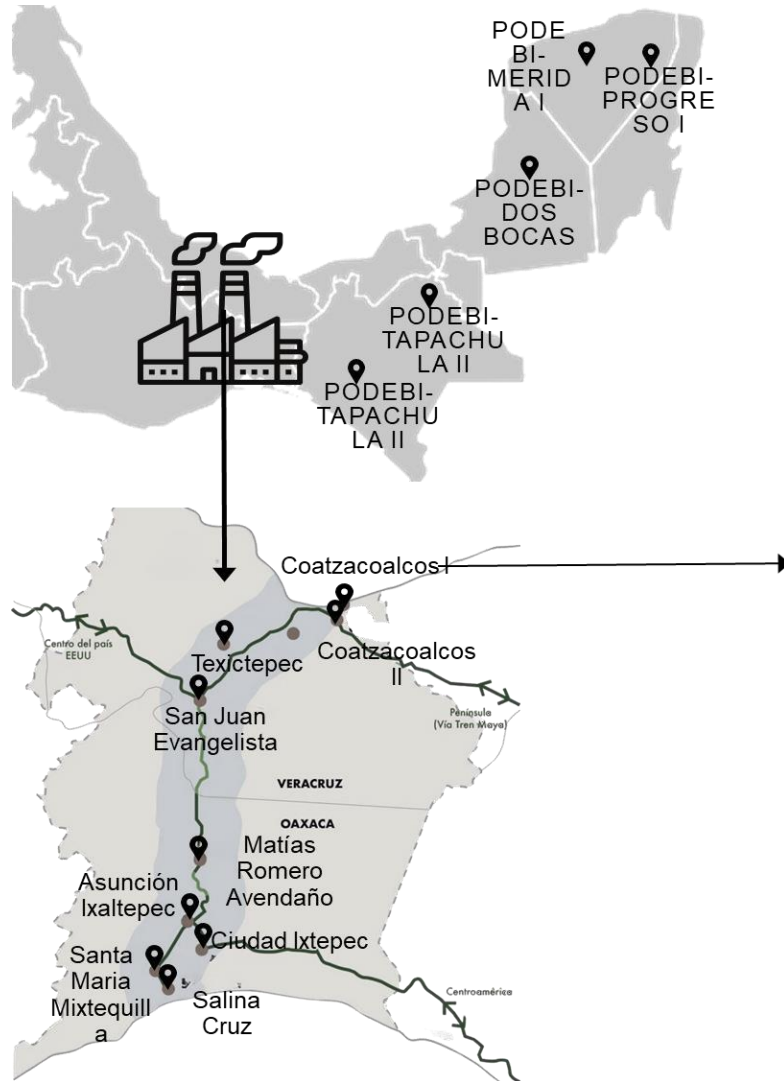 PODE
BI-
MERID
A I
PODEBI-
PROGRE
SO I
PODEBI-
DOS
BOCAS
PODEBI-
TAPACHU
LA II
PODEBI-
TAPACHU
LA II
Coatzacoalcos I
Centro del país
EEUU
Texictepec
Coatzacoalcos
II
San Juan
Evangelista
Península
(Vía Tren Maya)
VERACRUZ
OAXACA
Matías
Romero
Avendaño
Asunción
Ixaltepec
Ciudad Ixtepec
Santa
Maria
Mixtequill
a
Salina
Cruz
Centroamérica